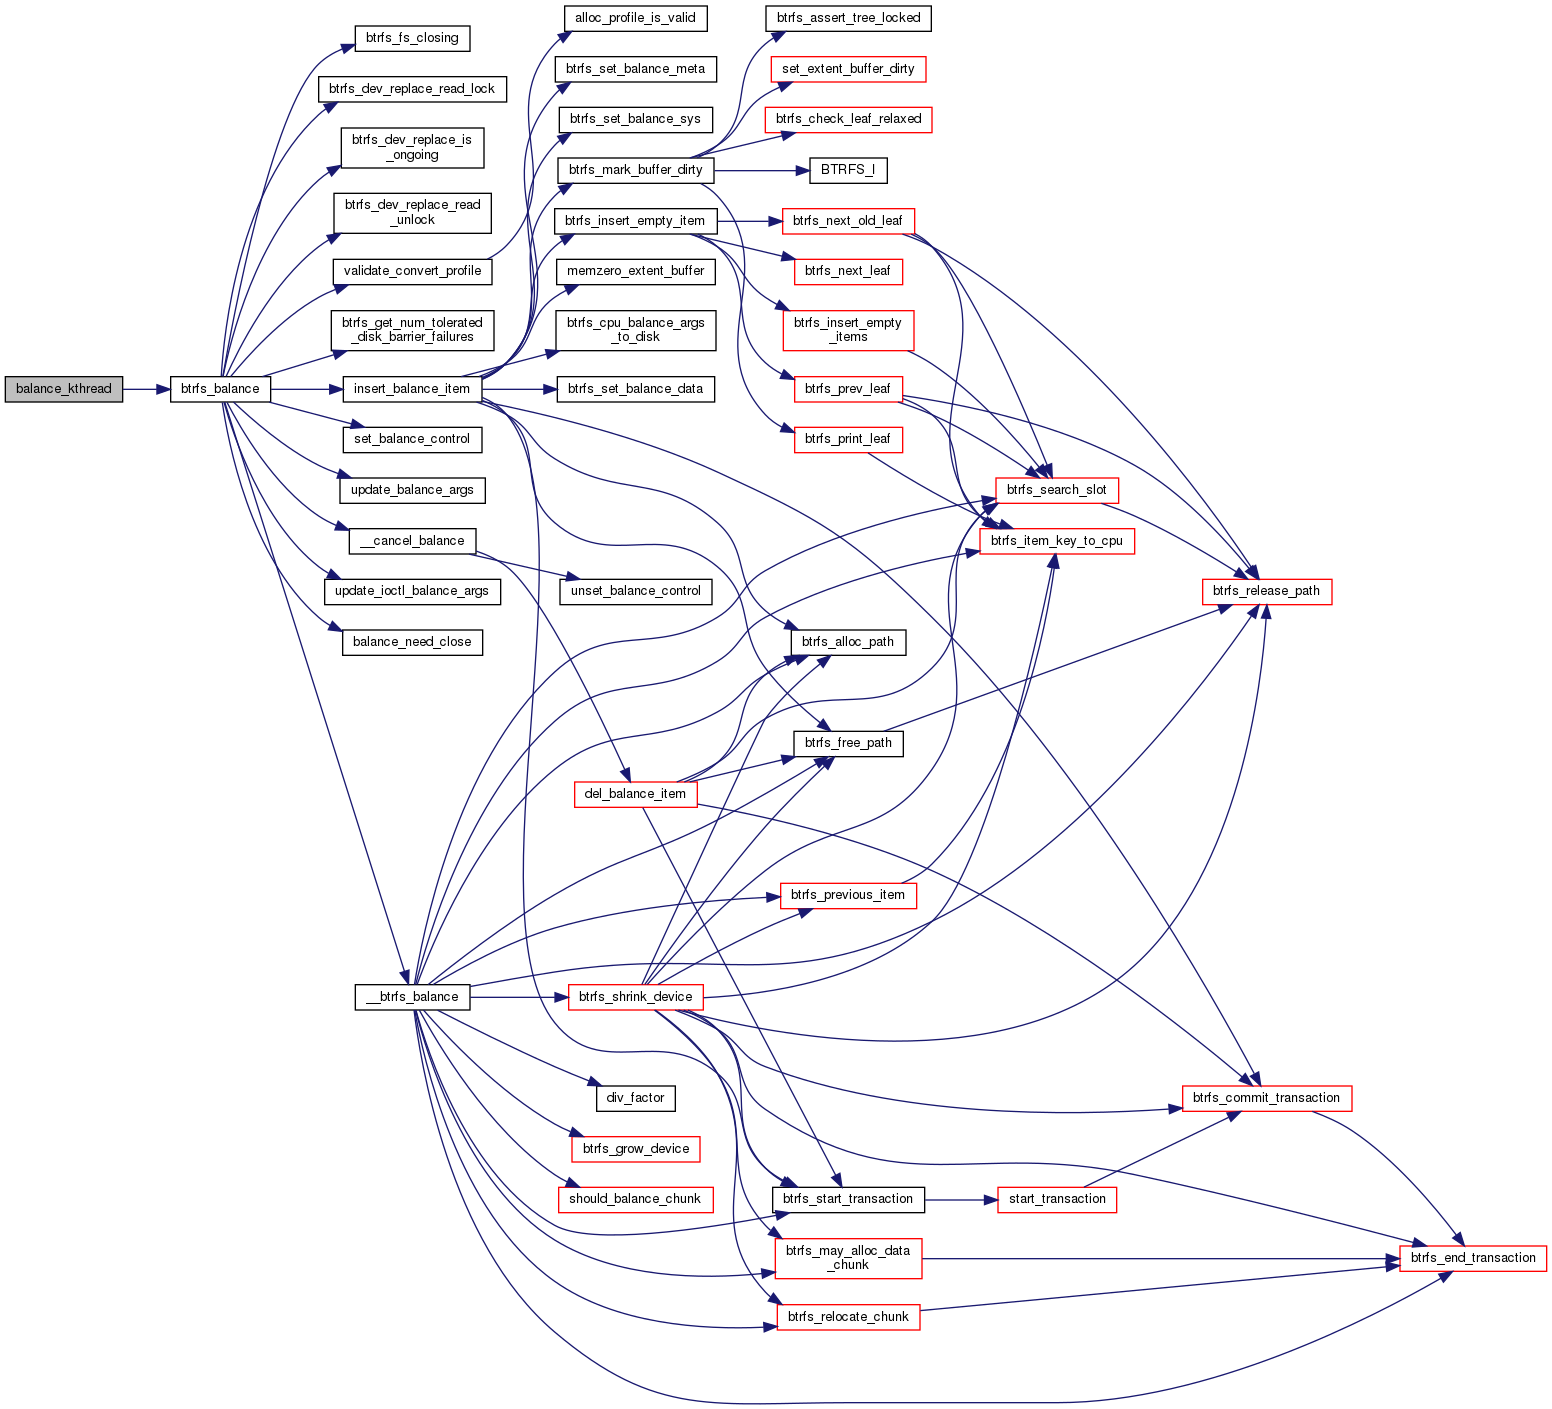 balance_kthread
btrfs_balance
btrfs_fs_closing
btrfs_dev_replace_read_lock
btrfs_dev_replace_is
_ongoing
btrfs_dev_replace_read
_unlock
validate_convert_profile
btrfs_get_num_tolerated
_disk_barrier_failures
insert_balance_item
set_balance_control
update_balance_args
__cancel_balance
update_ioctl_balance_args
balance_need_close
__btrfs_balance
alloc_profile_is_valid
btrfs_set_balance_meta
btrfs_set_balance_sys
btrfs_mark_buffer_dirty
btrfs_insert_empty_item
memzero_extent_buffer
btrfs_cpu_balance_args
_to_disk
btrfs_set_balance_data
unset_balance_control
del_balance_item
btrfs_shrink_device
div_factor
btrfs_grow_device
should_balance_chunk
btrfs_assert_tree_locked
set_extent_buffer_dirty
btrfs_check_leaf_relaxed
BTRFS_I
btrfs_next_old_leaf
btrfs_next_leaf
btrfs_insert_empty
_items
btrfs_prev_leaf
btrfs_print_leaf
btrfs_alloc_path
btrfs_free_path
btrfs_previous_item
btrfs_start_transaction
btrfs_may_alloc_data
_chunk
btrfs_relocate_chunk
btrfs_search_slot
btrfs_item_key_to_cpu
start_transaction
btrfs_release_path
btrfs_commit_transaction
btrfs_end_transaction